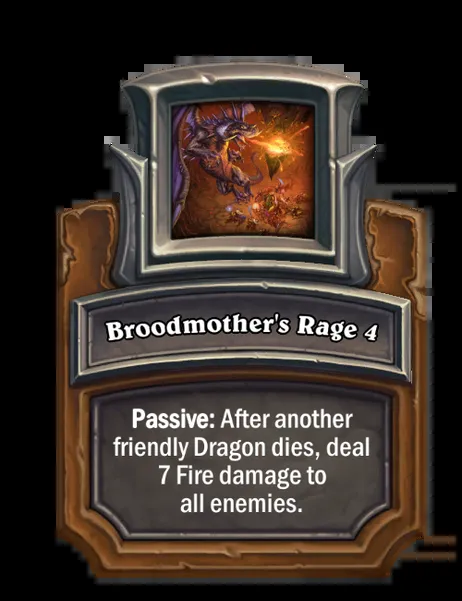 Broodmother's Rage 4
Passive: After another
friendly Dragon dies, deal
7 Fire damage to
all enemies.